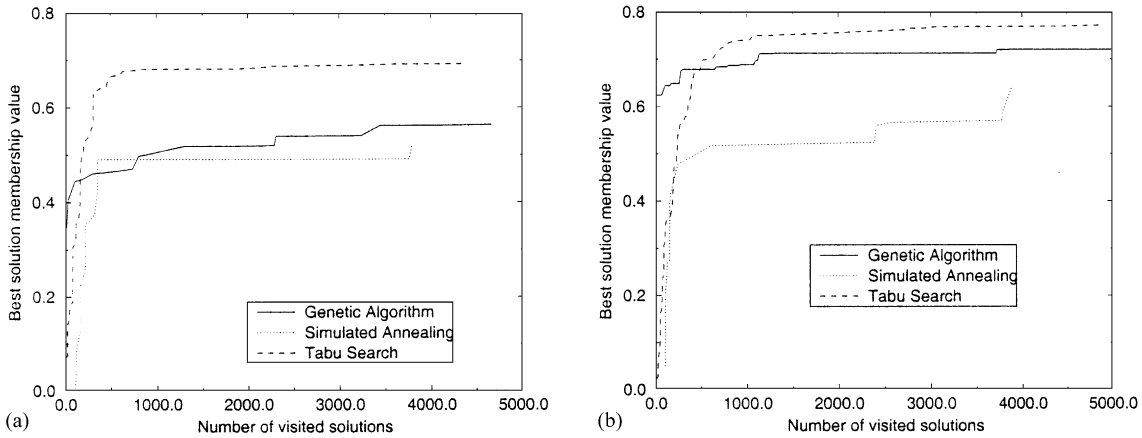 0.8
0.6
0.4
0.2
0.0
Best solution membership value
Genetic Algorithm
Simulated Annealing
Tabu Search
0.0 1000.0 2000.0 3000.0 4000.0 5000.0
Number of visited solutions
(a)
0.8
0.6
0.4
0.2
0.0
Best solution membership value
Genetic Algorithm
Simulated Annealing
Tabu Search
0.0 1000.0 2000.0 3000.0 4000.0 5000.0
Number of visited solutions
(b)